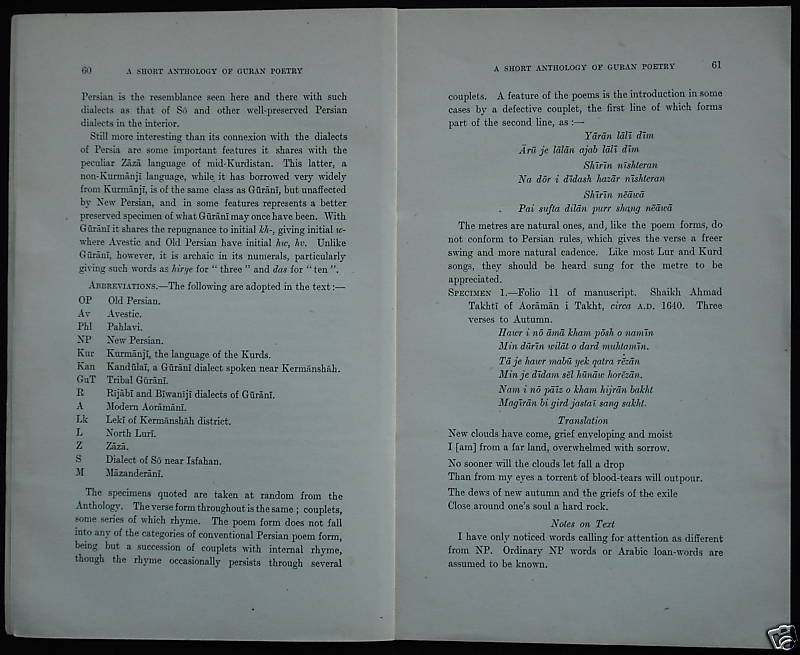 60 A SHORT ANTHOLOGY OF GURAN POETRY
Persian is the resemblance seen here and there with such
dialects as that of Sō and other well-preserved Persian
dialects in the interior.
Still more interesting than its connexion with the dialects
of Persia are some important features it shares with the
peculiar Zāzā language of mid-Kurdistan. This latter, a
non-Kurmānjī language, while it has borrowed very widely
from Kurmānjī, is of the same class as Gūrānī, but unaffected
by New Persian, and in some features represents a better
preserved specimen of what Gūrānī may once have been. With
Gūrānī it shares the repugnance to initial kh-, giving initial w-
where Avestic and Old Persian have initial hw, hv. Unlike
Gūrānī, however, it is archaic in its numerals, particularly
giving such words as hirye for “ three ” and das for “ ten ”.
ABBREVIATIONS.—The following are adopted in the text:—
OP Old Persian.
Av Avestic.
Phl Pahlavi.
NP New Persian.
Kur Kurmānjī, the language of the Kurds.
Kan Kandūlaī, a Gūrānī dialect spoken near Kermānshāh.
GuT Tribal Gūrānī.
R Rījābī and Bīwanījī dialects of Gūrānī.
A Modern Aorāmānī.
Lk Lekī of Kermānshāh district.
L North Lurī.
Z Zāzā.
S Dialect of Sō near Isfahan.
M Māzanderānī.
The specimens quoted are taken at random from the
Anthology. The verse form throughout is the same ; couplets,
some series of which rhyme. The poem form does not fall
into any of the categories of conventional Persian poem form,
being but a succession of couplets with internal rhyme,
though the rhyme occasionally persists through several
A SHORT ANTHOLOGY OF GURAN POETRY 61
couplets. A feature of the poems is the introduction in some
cases by a defective couplet, the first line of which forms
part of the second line, as :—
Yārān lālī dīm
Ārū je lālān ajab lālī dīm
Shīrīn nīshteran
Na dōr i dīdash hazār nīshteran
Shīrīn nēāwā
Pai sufta dilān purr shang nēāwā
The metres are natural ones, and, like the poem forms, do
not conform to Persian rules, which gives the verse a freer
swing and more natural cadence. Like most Lur and Kurd
songs, they should be heard sung for the metre to be
appreciated.
SPECIMEN 1.—Folio 11 of manuscript. Shaikh Ahmad
Takhtī of Aorāmān i Takht, circa A.D. 1640. Three
verses to Autumn.
Hawr i nō āmā kham pōsh o namīn
Min dūrīn wilāt o dard muhtamīn.
Tā je hawr mabū yek qatra rēzān
Min je dīdam sēl hūnāw horēzān.
Nam i nō pāīz o kham hijrān bakht
Magīrān bi gird jastaī sang sakht.
Translation
New clouds have come, grief enveloping and moist
I [am] from a far land, overwhelmed with sorrow.
No sooner will the clouds let fall a drop
Than from my eyes a torrent of blood-tears will outpour.
The dews of new autumn and the griefs of the exile
Close around one's soul a hard rock.
Notes on Text
I have only noticed words calling for attention as different
from NP. Ordinary NP words or Arabic loan-words are
assumed to be known.